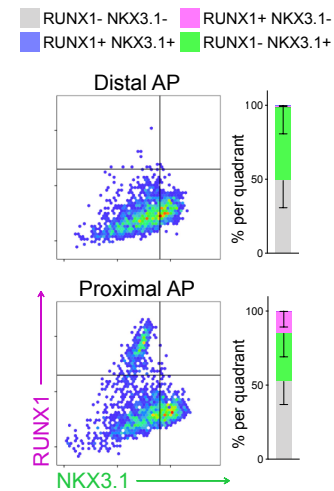 RUNX1- NKX3.1- RUNX1+ NKX3.1-
RUNX1+ NKX3.1+ RUNX1- NKX3.1+
Distal AP
% per quadrant
100
50
0
Proximal AP
% per quadrant
100
50
0
RUNX1
NKX3.1